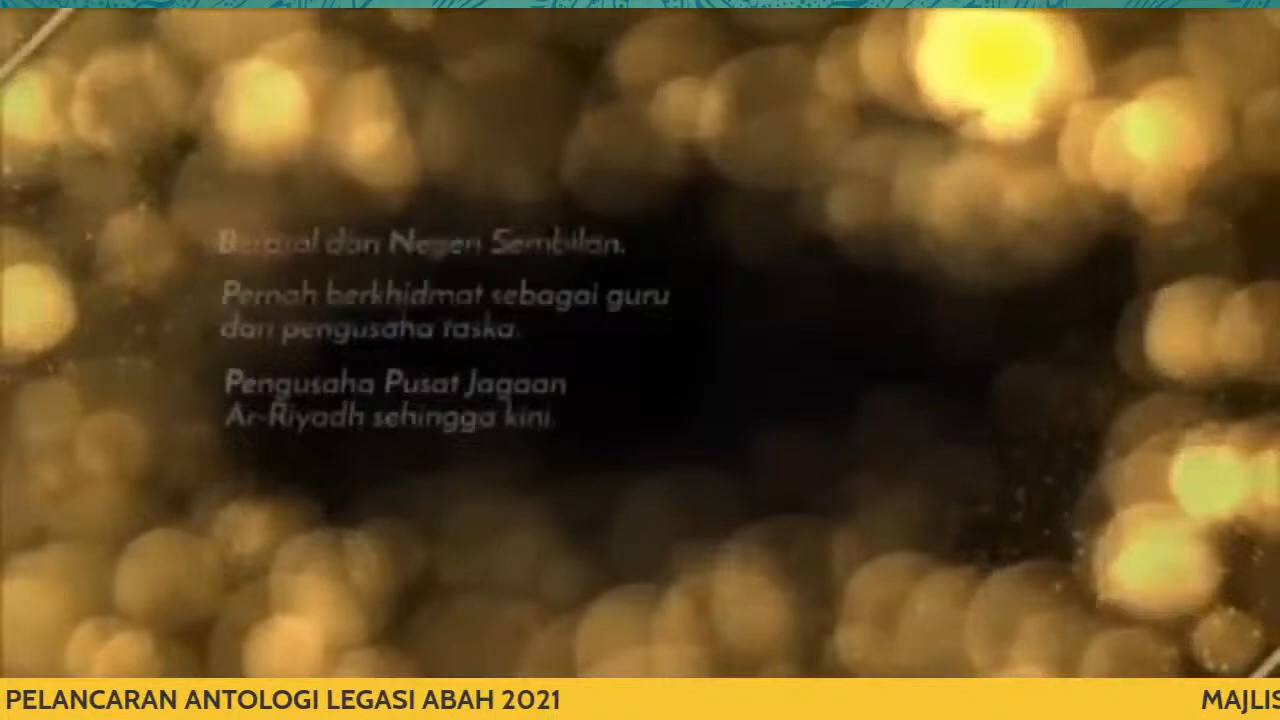 Berasal dari Negeri Sembilan.
Pernah berkhidmat sebagai guru
dan pengusaha taska.
Pengusaha Pusat Jagaan
Ar-Riyadh sehingga kini.
PELANCARAN ANTOLOGI LEGASI ABAH 2021
MAJLIS